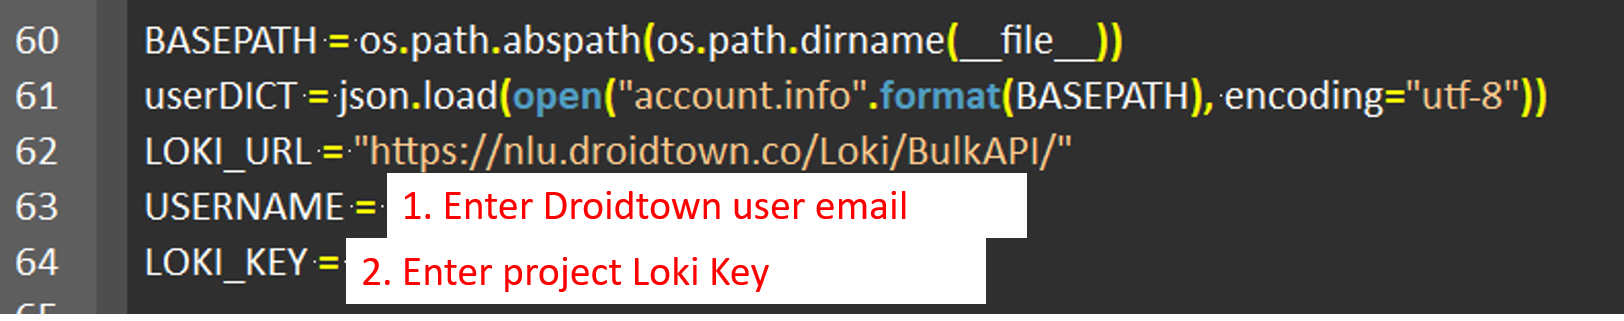 60 BASEPATH = os.path.abspath(os.path.dirname(__file__))
61 userDICT = json.load(open("account.info".format(BASEPATH), encoding="utf-8"))
62 LOKI_URL = "https://nlu.droidtown.co/Loki/BulkAPI/"
63 USERNAME = 1. Enter Droidtown user email
64 LOKI_KEY = 2. Enter project Loki Key
65